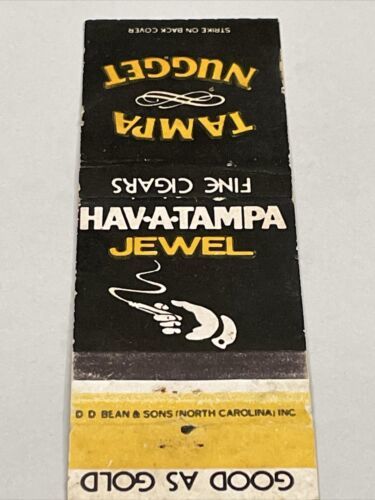 STRIKE ON BACK COVER
TAMPA
NUGGET
FINE CIGARS
HAV-A-TAMPA
JEWEL
D. D. BEAN & SONS (NORTH CAROLINA) INC
GOOD AS GOLD